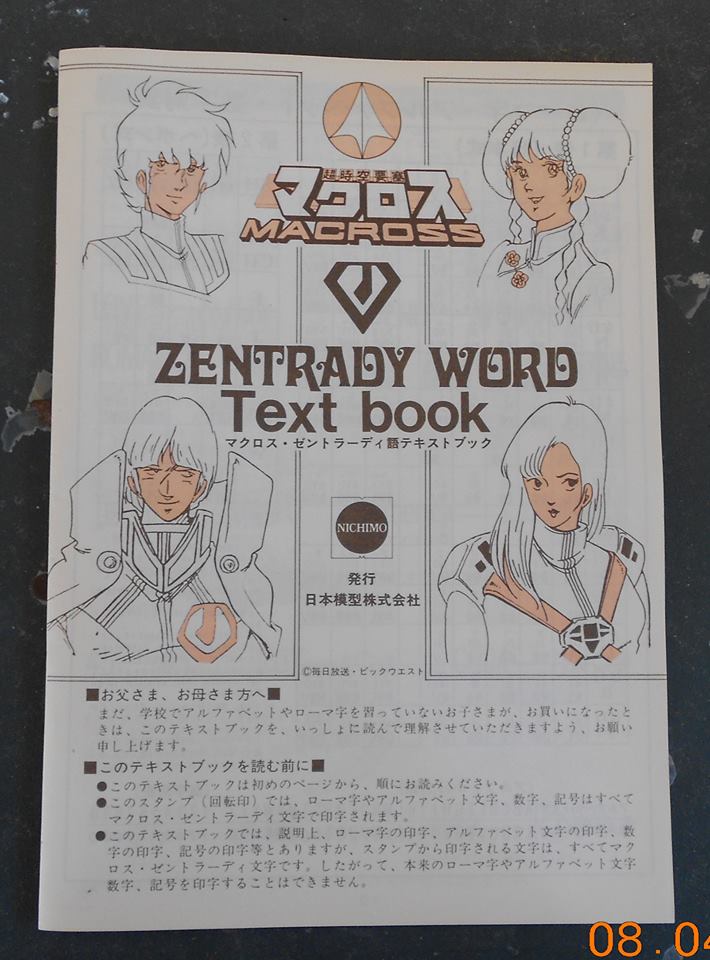 超時空要塞
マクロス
MACROSS
ZENTRADY WORD
Text book
マクロス・ゼントラーディ語テキストブック
NICHIMO
発行
日本模型株式会社
©毎日放送・ビックウエスト
■お父さま、お母さま方へ■
まだ、学校でアルファベットやローマ字を習っていないお子さまが、お買いになったと
きは、このテキストブックを、いっしょに読んで理解させていただきますよう、お願い
申し上げます。
■このテキストブックを読む前に■
●このテキストブックは初めのページから、順にお読みください。
●このスタンプ（回転印）では、ローマ字やアルファベット文字、数字、記号はすべて
マクロス・ゼントラーディ文字で印字されます。
●このテキストブックでは、説明上、ローマ字の印字、アルファベット文字の印字、数
字の印字、記号の印字等とありますが、スタンプから印字される文字は、すべてマク
ロス・ゼントラーディ文字です。したがって、本来のローマ字やアルファベット文字
数字、記号を印字することはできません。
08.04